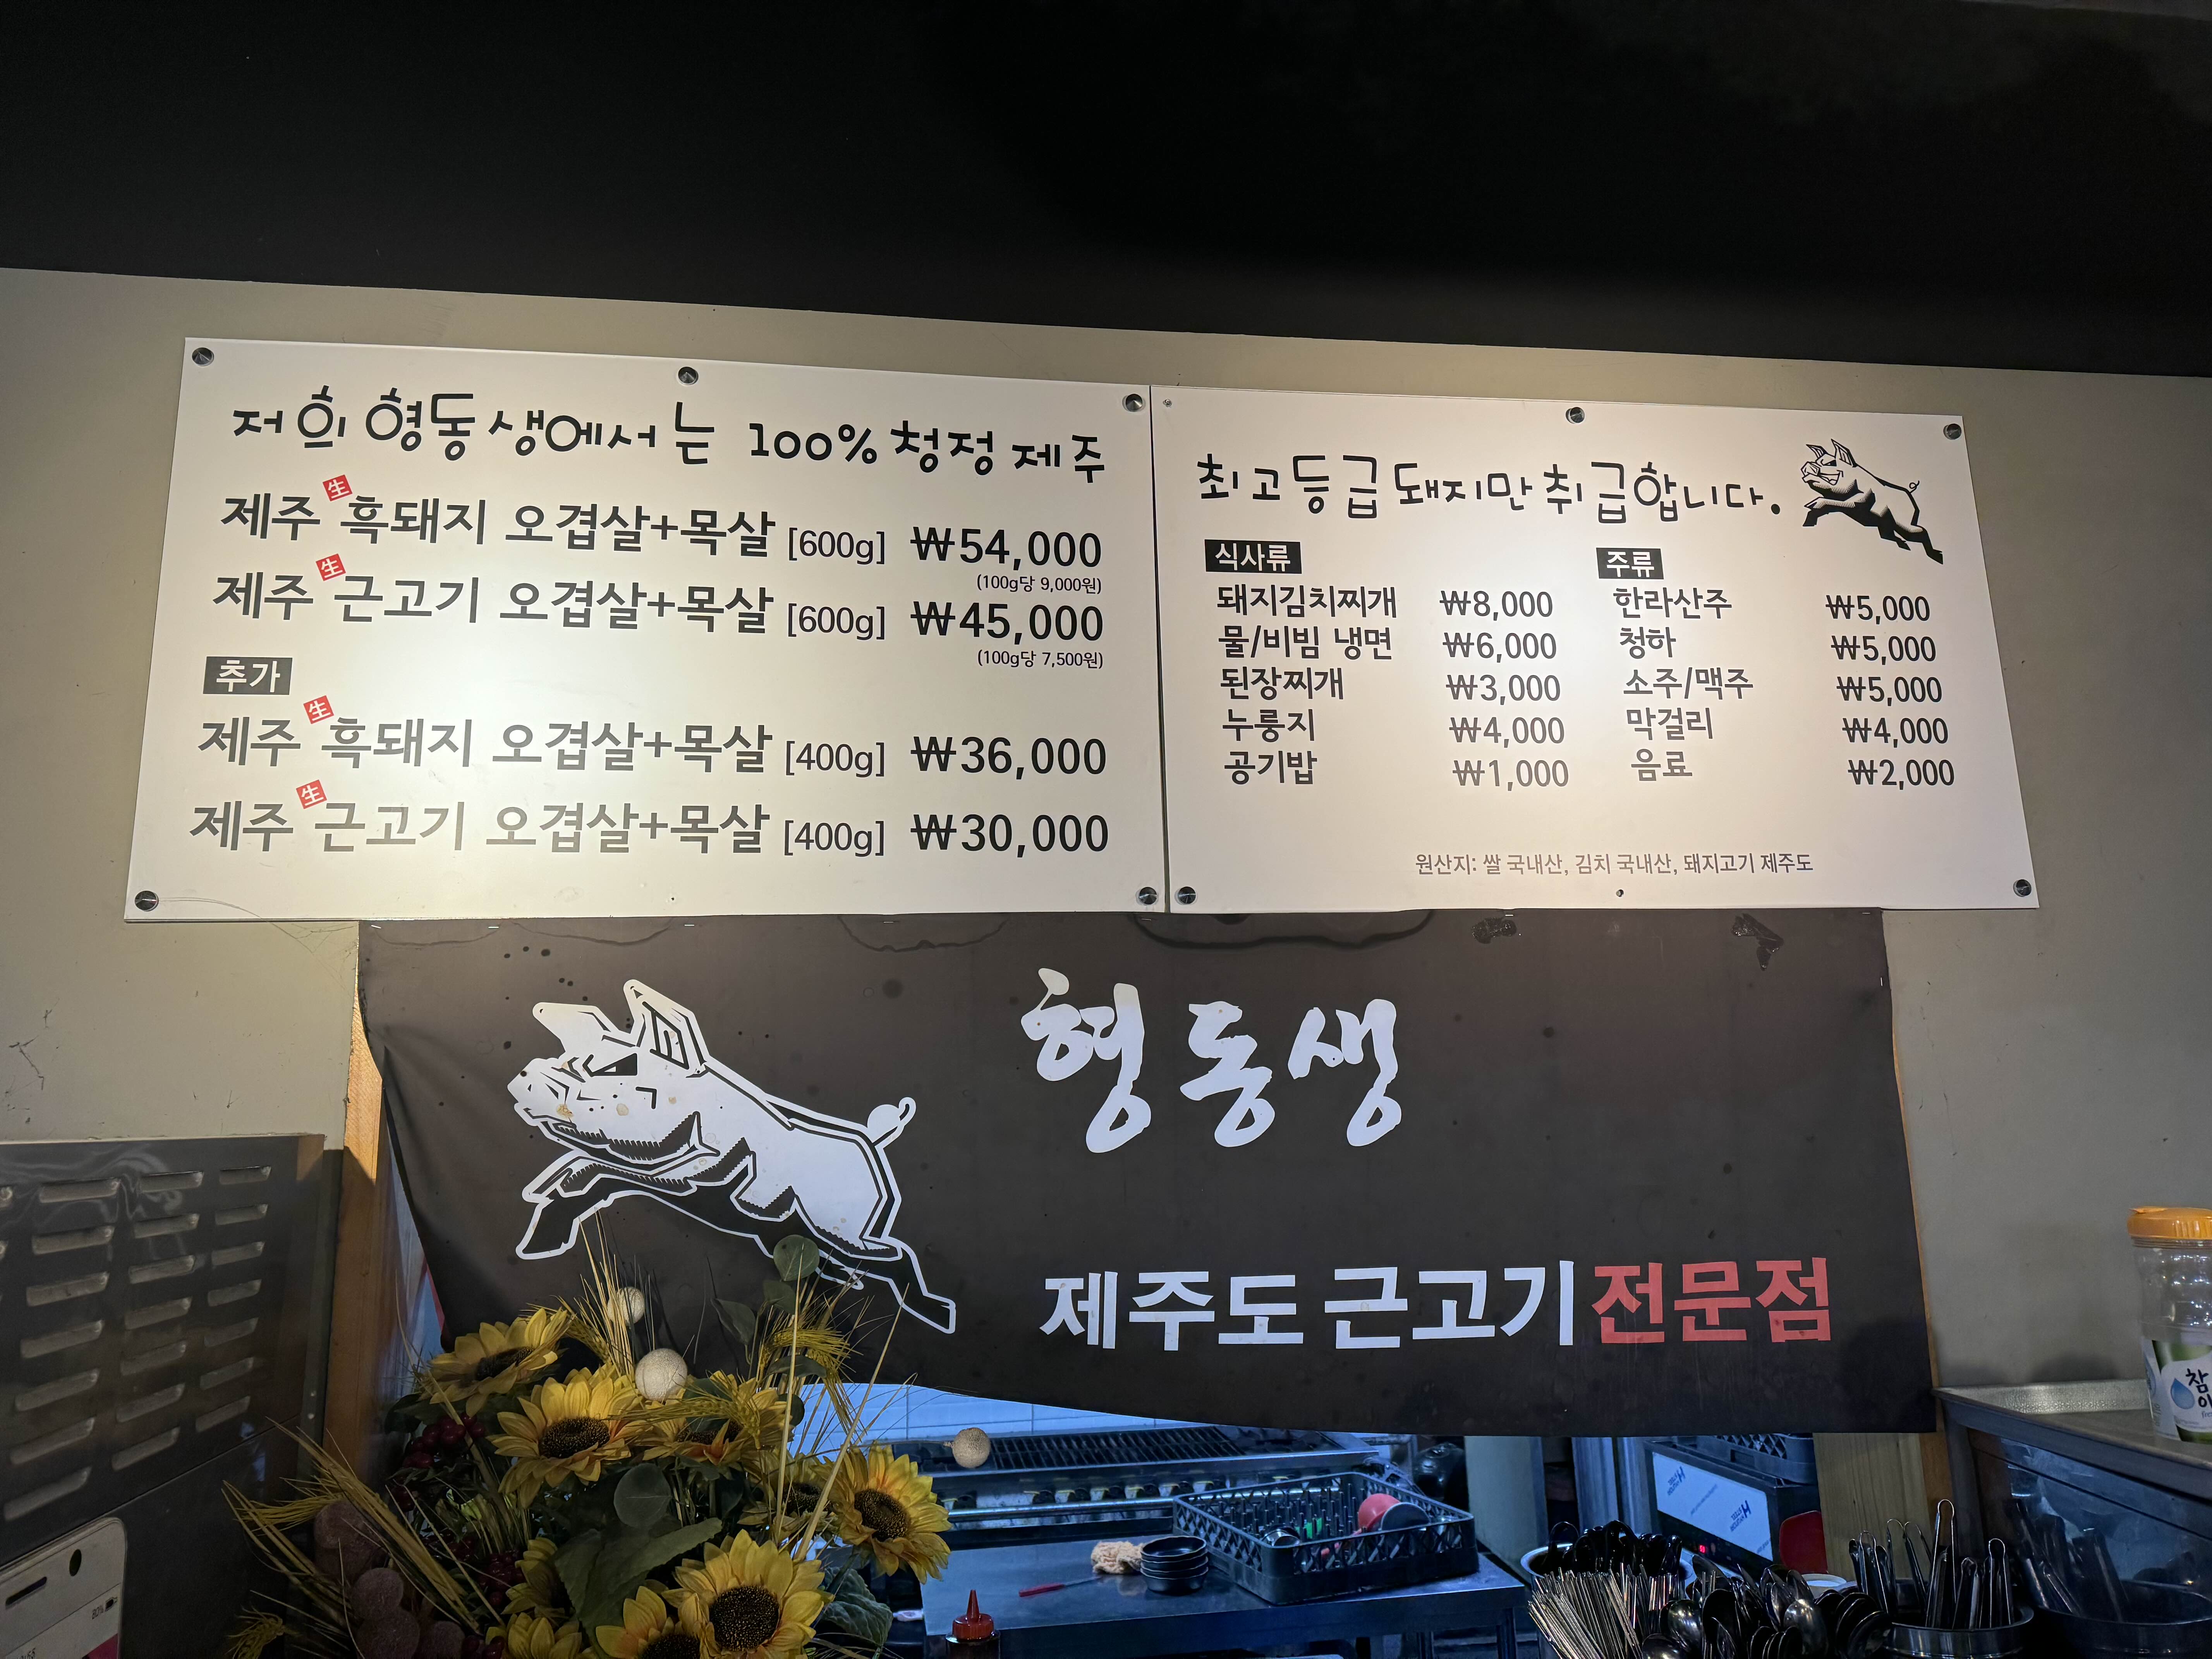 저희 형동생에서는 100% 청정 제주
제주 生 흑돼지 오겹살+목살 [600g] ₩54,000
(100g당 9,000원)
제주 生 근고기 오겹살+목살 [600g] ₩45,000
(100g당 7,500원)
추가
제주 生 흑돼지 오겹살+목살 [400g] ₩36,000
제주 生 근고기 오겹살+목살 [400g] ₩30,000
최고등급 돼지만 취급합니다.
식사류
돼지김치찌개 ₩8,000
물/비빔 냉면 ₩6,000
된장찌개 ₩3,000
누룽지 ₩4,000
공기밥 ₩1,000
주류
한라산주 ₩5,000
청하 ₩5,000
소주/맥주 ₩5,000
막걸리 ₩4,000
음료 ₩2,000
원산지: 쌀 국내산, 김치 국내산, 돼지고기 제주도
형동생
제주도 근고기 전문점
참
80%